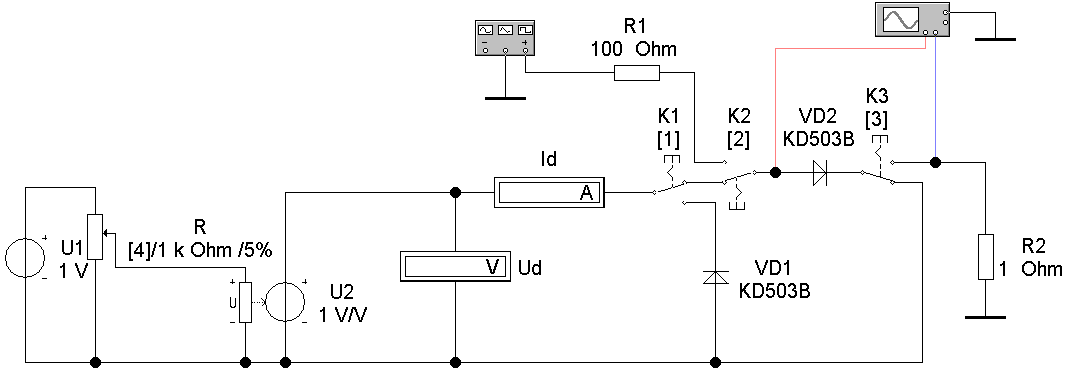 R1
100 Ohm
K1
[1]
K2
[2]
VD2
KD503B
K3
[3]
Id
A
R
[4]/1 k Ohm /5%
U1
1 V
V
Ud
U
U2
1 V/V
VD1
KD503B
R2
1 Ohm